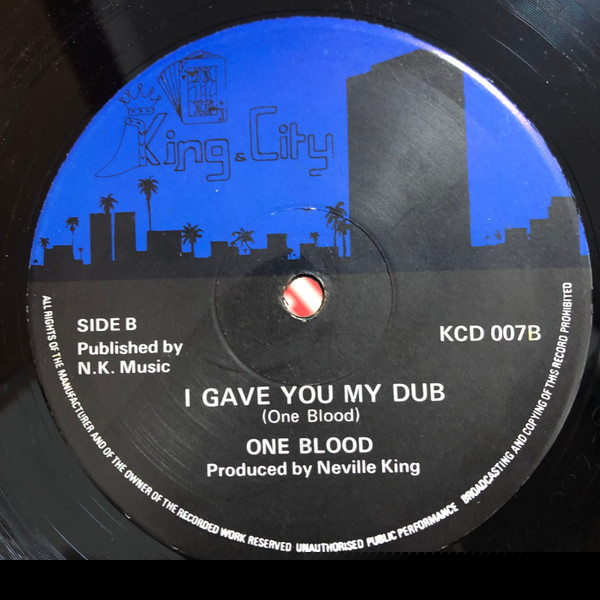 King & City
SIDE B
Published by
N.K. Music
KCD 007B
I GAVE YOU MY DUB
(One Blood)
ONE BLOOD
Produced by Neville King
ALL RIGHTS OF THE MANUFACTURER AND OF THE OWNER OF THE RECORDED WORK RESERVED UNAUTHORISED PUBLIC PERFORMANCE BROADCASTING AND COPYING OF THIS RECORD PROHIBITED